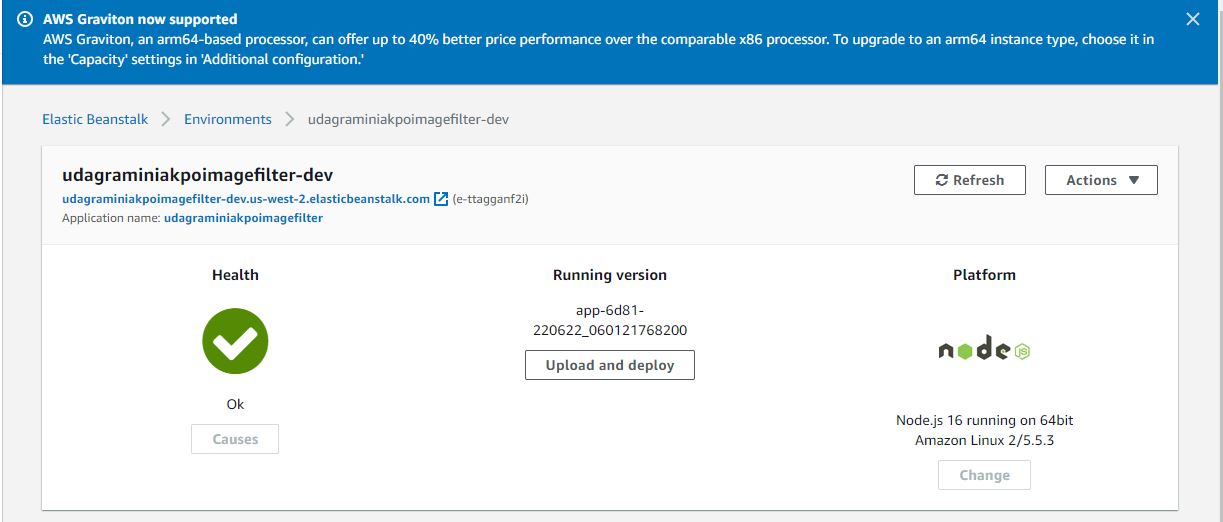 AWS Graviton now supported
AWS Graviton, an arm64-based processor, can offer up to 40% better price performance over the comparable x86 processor. To upgrade to an arm64 instance type, choose it in
the 'Capacity' settings in 'Additional configuration.'
Elastic Beanstalk > Environments > udagraminiakpoimagefilter-dev
udagraminiakpoimagefilter-dev
udagraminiakpoimagefilter-dev.us-west-2.elasticbeanstalk.com (e-ttagganf2i)
Application name: udagraminiakpoimagefilter
Refresh
Actions
Health
Running version
Platform
app-6d81-
220622_060121768200
Upload and deploy
node JS
Ok
Causes
Node.js 16 running on 64bit
Amazon Linux 2/5.5.3
Change